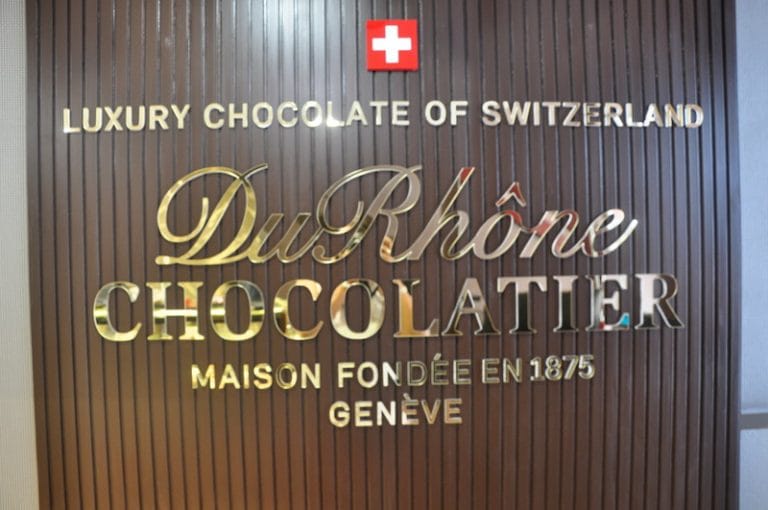 LUXURY CHOCOLATE OF SWITZERLAND
DuRhône
CHOCOLATIER
MAISON FONDÉE EN 1875
GENÈVE